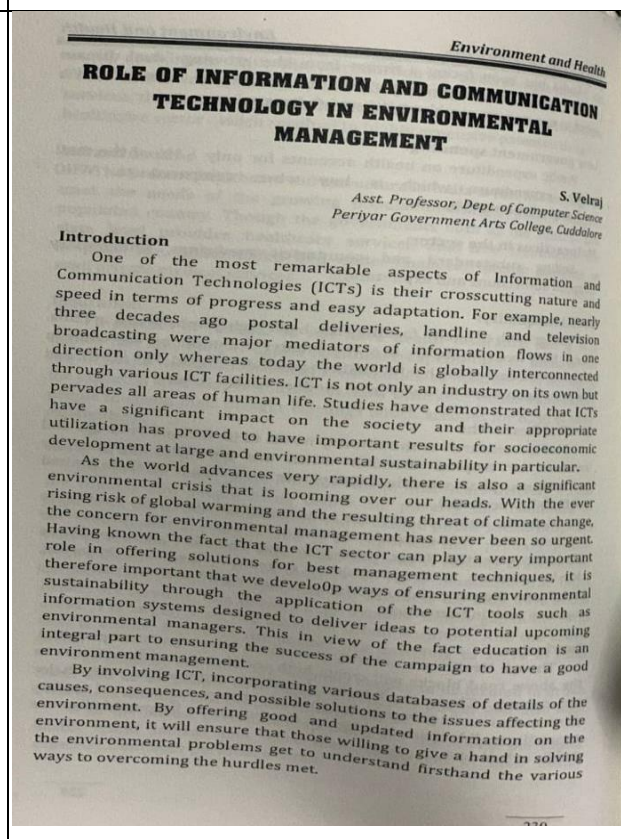 Environment and Health
ROLE OF INFORMATION AND COMMUNICATION
TECHNOLOGY IN ENVIRONMENTAL
MANAGEMENT
S. Velraj
Asst. Professor, Dept. of Computer Science
Periyar Government Arts College, Cuddalore
Introduction
One of the most remarkable aspects of Information and
Communication Technologies (ICTs) is their crosscutting nature and
speed in terms of progress and easy adaptation. For example, nearly
three decades ago postal deliveries, landline and television
broadcasting were major mediators of information flows in one
direction only whereas today the world is globally interconnected
through various ICT facilities. ICT is not only an industry on its own but
pervades all areas of human life. Studies have demonstrated that ICTs
have a significant impact on the society and their appropriate
utilization has proved to have important results for socioeconomic
development at large and environmental sustainability in particular.
As the world advances very rapidly, there is also a significant
environmental crisis that is looming over our heads. With the ever
rising risk of global warming and the resulting threat of climate change,
the concern for environmental management has never been so urgent.
Having known the fact that the ICT sector can play a very important
role in offering solutions for best management techniques, it is
therefore important that we develo0p ways of ensuring environmental
sustainability through the application of the ICT tools such as
information systems designed to deliver ideas to potential upcoming
environmental managers. This in view of the fact education is an
integral part to ensuring the success of the campaign to have a good
environment management.
By involving ICT, incorporating various databases of details of the
causes, consequences, and possible solutions to the issues affecting the
environment. By offering good and updated information on the
environment, it will ensure that those willing to give a hand in solving
the environmental problems get to understand firsthand the various
ways to overcoming the hurdles met.